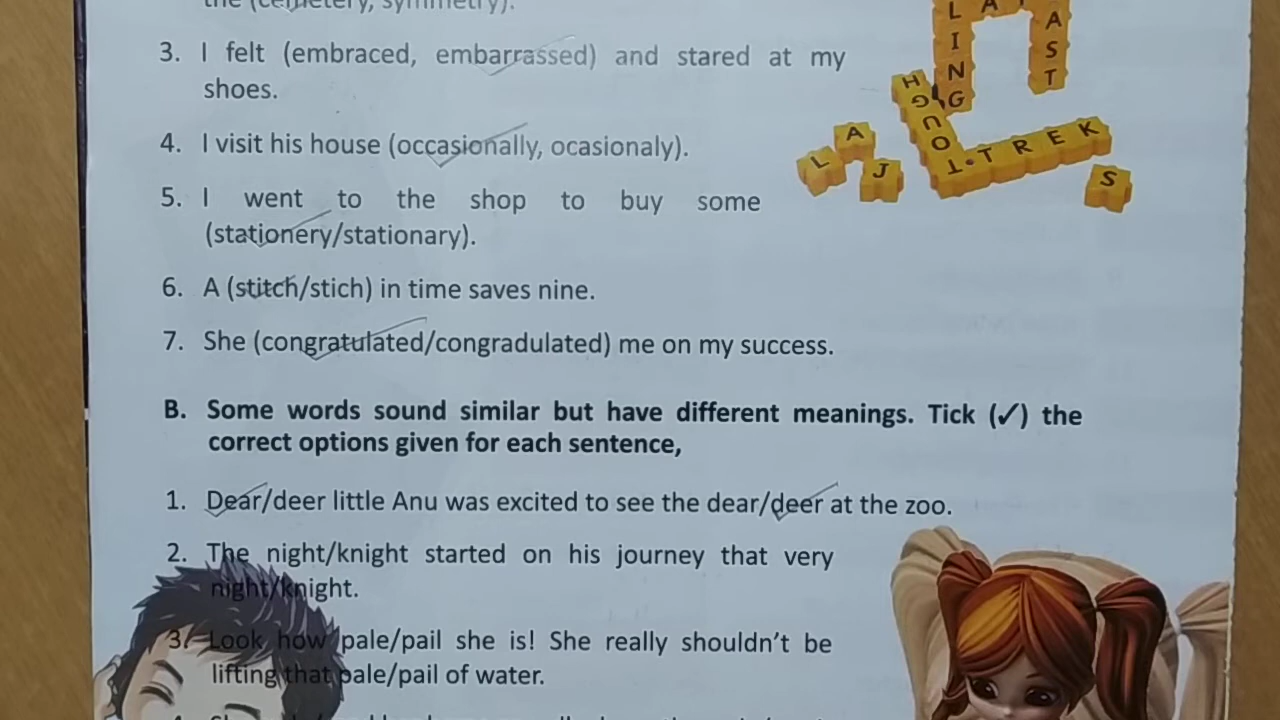 the (cemetery, symmetry).
3. I felt (embraced, embarrassed) and stared at my
shoes.
4. I visit his house (occasionally, ocasionaly).
5. I went to the shop to buy some
(stationery/stationary).
6. A (stitch/stich) in time saves nine.
7. She (congratulated/congradulated) me on my success.
B. Some words sound similar but have different meanings. Tick (✓) the
correct options given for each sentence,
1. Dear/deer little Anu was excited to see the dear/deer at the zoo.
2. The night/knight started on his journey that very
night/knight.
3. Look how pale/pail she is! She really shouldn't be
lifting that pale/pail of water.
L I N G
A S T
H G U O T • T R E K
L A J
S